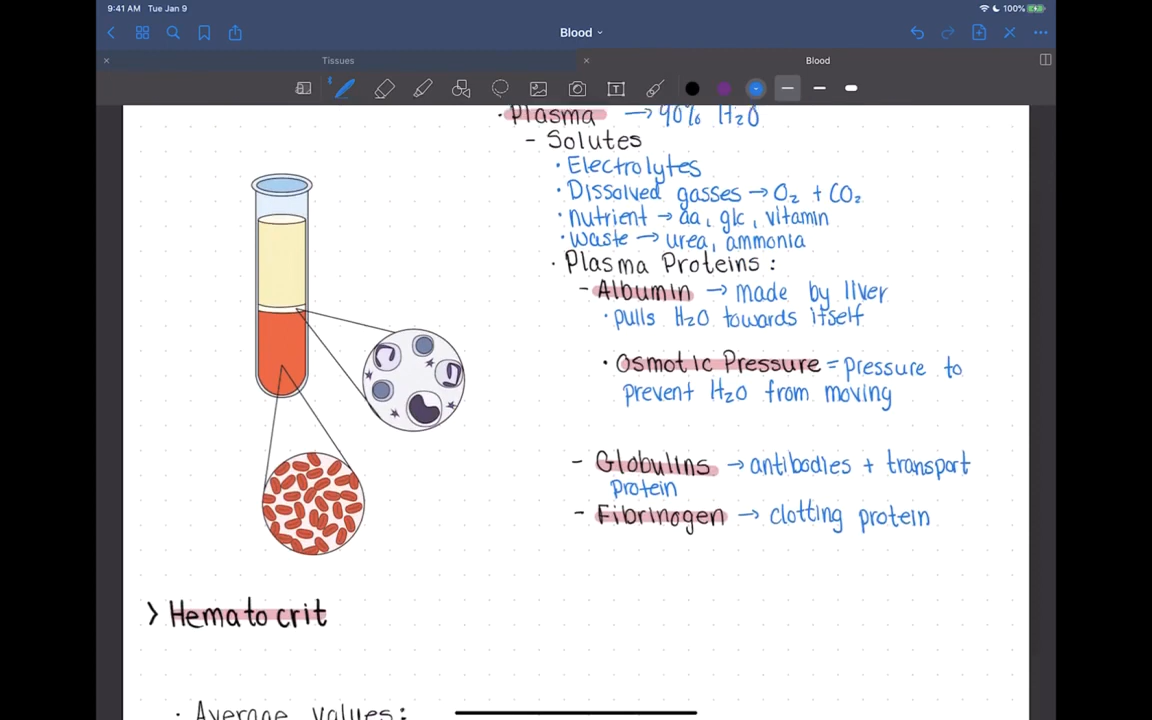 9:41 AM Tue Jan 9
100%
Blood
Tissues
Blood
· Plasma → 90% H₂O
- Solutes
· Electrolytes
· Dissolved gasses → O₂ + CO₂
· nutrient → aa, glc, vitamin
· waste → urea, ammonia
· Plasma Proteins:
- Albumin → made by liver
· pulls H₂O towards itself
· Osmotic Pressure = pressure to
prevent H₂O from moving
- Globulins → antibodies + transport
protein
- Fibrinogen → clotting protein
> Hematocrit
· Average values: